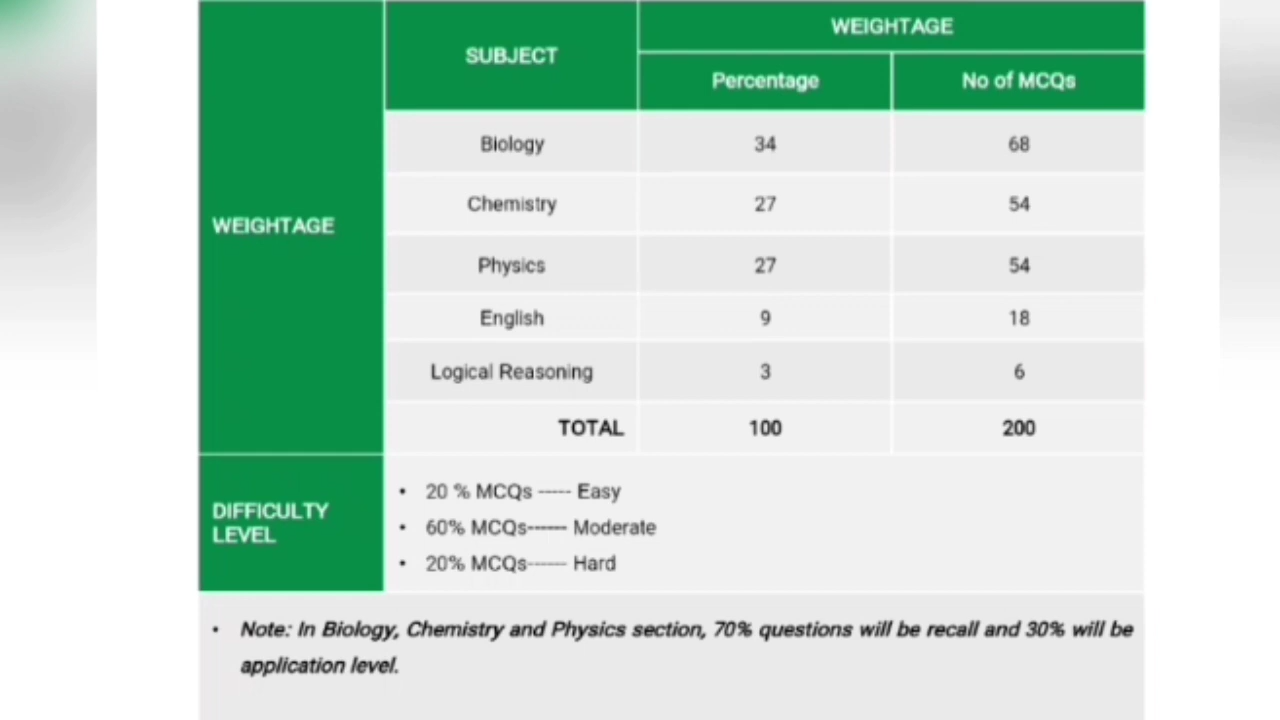 WEIGHTAGE
SUBJECT
WEIGHTAGE
Percentage No of MCQs
Biology 34 68
Chemistry 27 54
Physics 27 54
English 9 18
Logical Reasoning 3 6
TOTAL 100 200
DIFFICULTY
LEVEL
• 20 % MCQs ----- Easy
• 60% MCQs------ Moderate
• 20% MCQs------ Hard
• Note: In Biology, Chemistry and Physics section, 70% questions will be recall and 30% will be
application level.